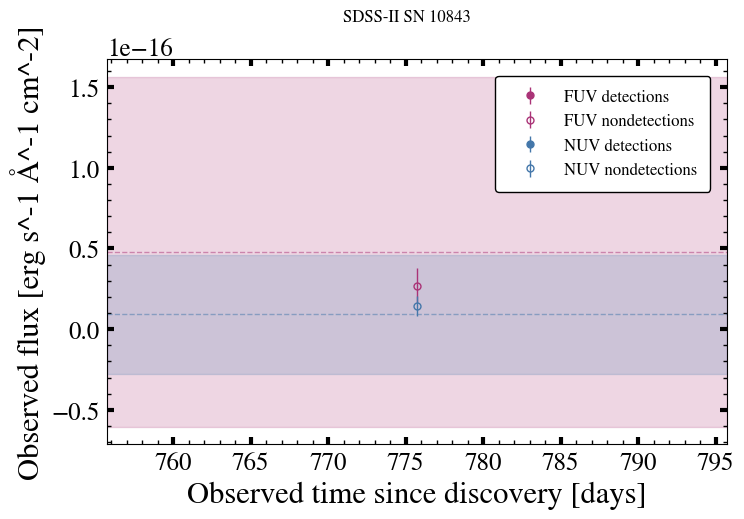 SDSS-II SN 10843
1e−16
Observed flux [erg s^-1 Å^-1 cm^-2]
1.5
1.0
0.5
0.0
−0.5
FUV detections
FUV nondetections
NUV detections
NUV nondetections
760 765 770 775 780 785 790 795
Observed time since discovery [days]